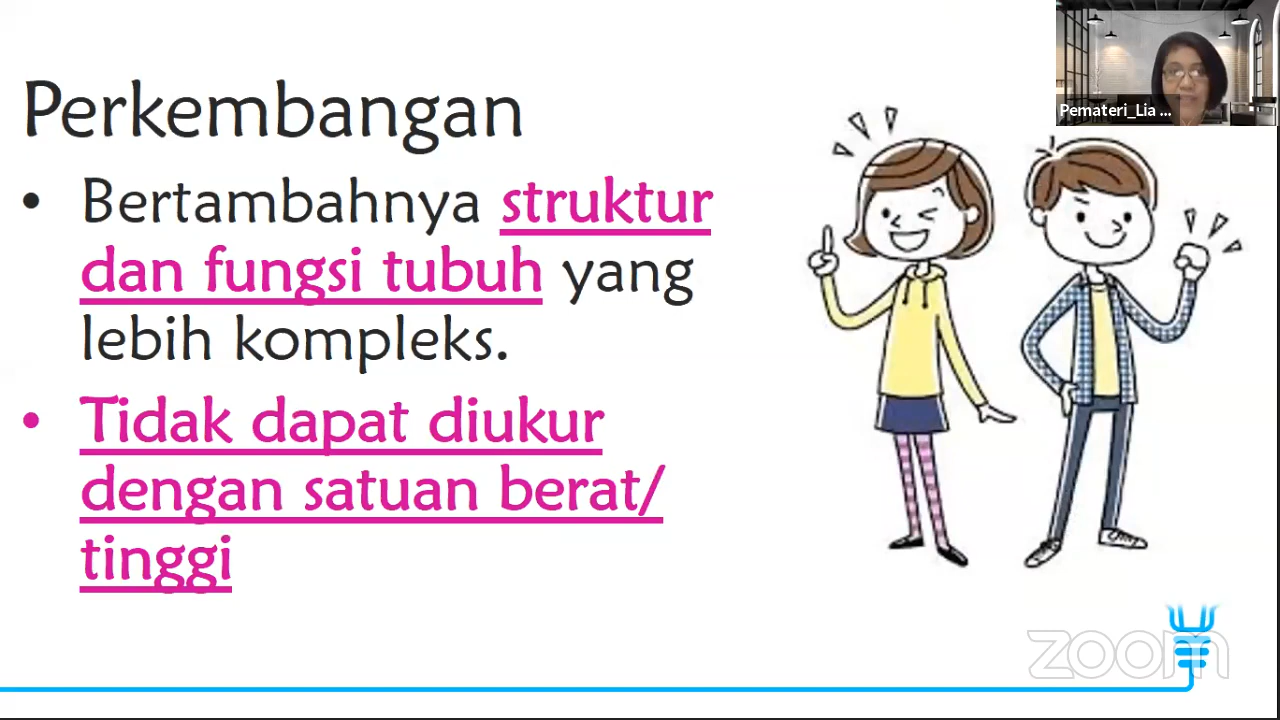 Perkembangan
• Bertambahnya struktur
dan fungsi tubuh yang
lebih kompleks.
• Tidak dapat diukur
dengan satuan berat/
tinggi
Pemateri_Lia ...
zoom